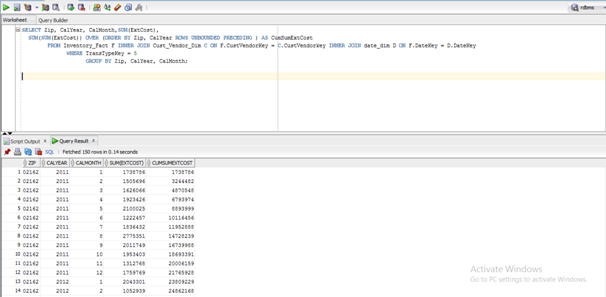 rdbms
Worksheet Query Builder
SELECT Zip, CalYear, CalMonth, SUM(ExtCost),
SUM(SUM(ExtCost)) OVER (ORDER BY Zip, CalYear ROWS UNBOUNDED PRECEDING ) AS CumSumExtCost
FROM Inventory_Fact F INNER JOIN Cust_Vendor_Dim C ON F.CustVendorKey = C.CustVendorkey INNER JOIN date_dim D ON F.DateKey = D.DateKey
WHERE TransTypeKey = 5
GROUP BY Zip, CalYear, CalMonth;
Script Output Query Result
SQL | Fetched 150 rows in 0.14 seconds
ZIP CALYEAR CALMONTH SUM(EXTCOST) CUMSUMEXTCOST
1 02162 2011 1 1738786 1738786
2 02162 2011 2 1505696 3244482
3 02162 2011 3 1626066 4870548
4 02162 2011 4 1923426 6793974
5 02162 2011 5 2100025 8893999
6 02162 2011 6 1222457 10116456
7 02162 2011 7 1836432 11952888
8 02162 2011 8 2775351 14728239
9 02162 2011 9 2011749 16739988
10 02162 2011 10 1953403 18693391
11 02162 2011 11 1312768 20006159
12 02162 2011 12 1759769 21765928
13 02162 2012 1 2043301 23809229
14 02162 2012 2 1052939 24862168
Activate Windows
Go to PC settings to activate Windows.